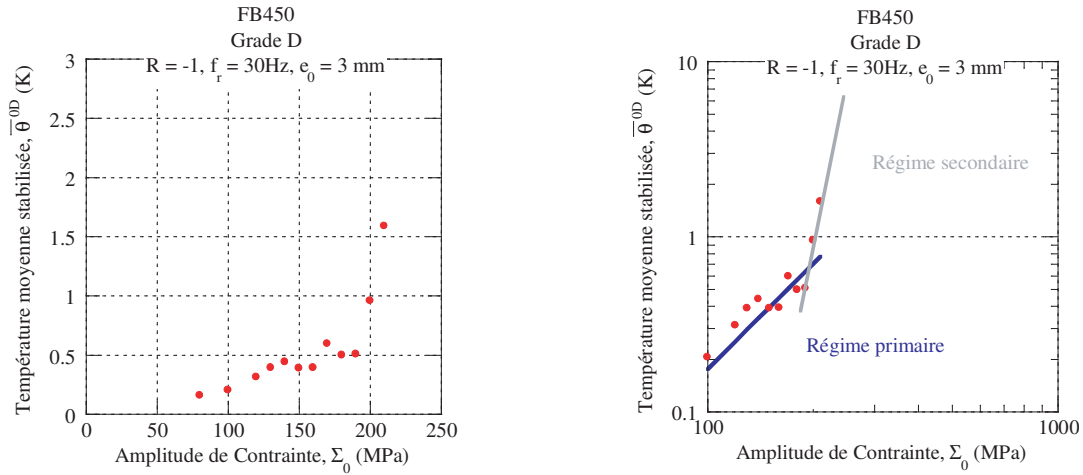 FB450
Grade D
R = -1, f_r = 30Hz, e_0 = 3 mm
Température moyenne stabilisée, θ̅^0D (K)
3
2.5
2
1.5
1
0.5
0
0
50
100
150
200
250
Amplitude de Contrainte, Σ_0 (MPa)
FB450
Grade D
R = -1, f_r = 30Hz, e_0 = 3 mm
Température moyenne stabilisée, θ̅^0D (K)
10
1
0.1
Régime secondaire
Régime primaire
100
1000
Amplitude de Contrainte, Σ_0 (MPa)